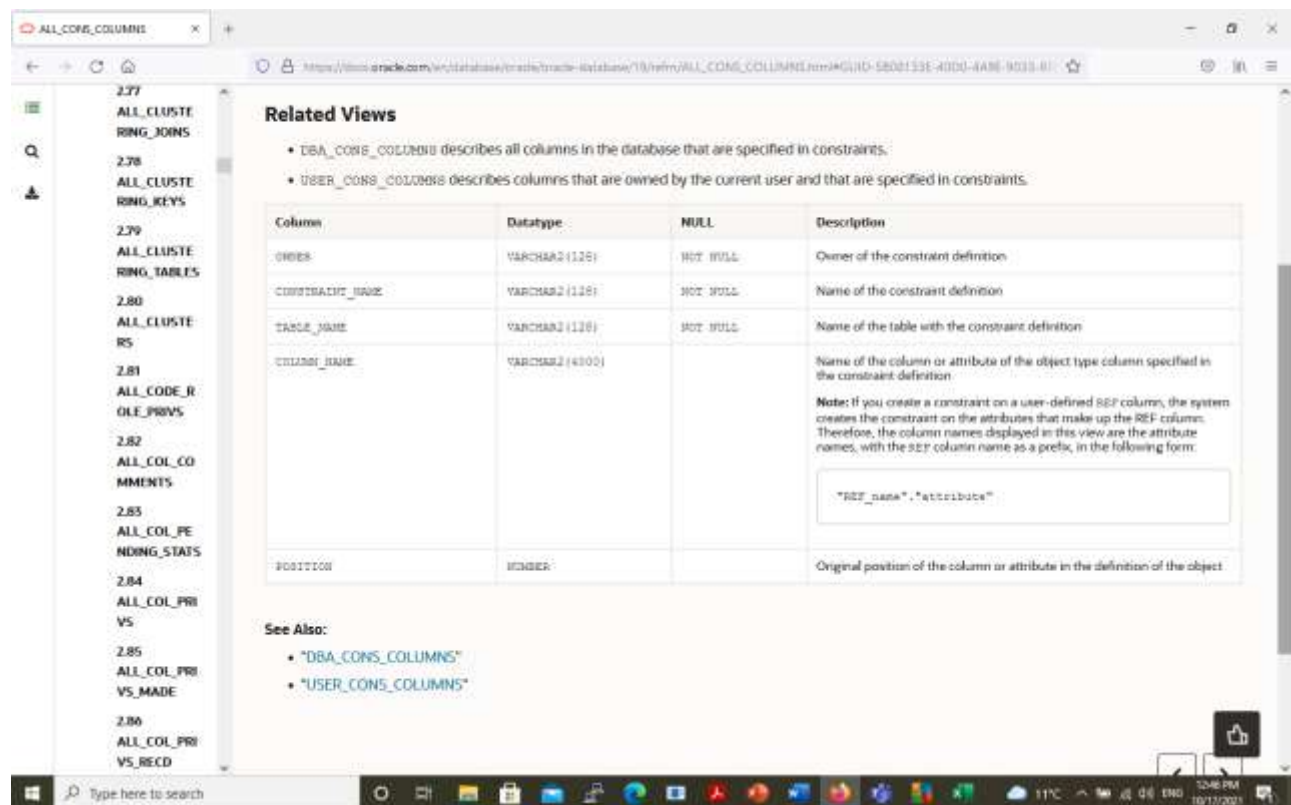 ALL_CONS_COLUMNS
Related Views
• DBA_CONS_COLUMNS describes all columns in the database that are specified in constraints.
• USER_CONS_COLUMNS describes columns that are owned by the current user and that are specified in constraints.
Column Datatype NULL Description
OWNER VARCHAR2(128) NOT NULL Owner of the constraint definition
CONSTRAINT_NAME VARCHAR2(128) NOT NULL Name of the constraint definition
TABLE_NAME VARCHAR2(128) NOT NULL Name of the table with the constraint definition
COLUMN_NAME VARCHAR2(4000) Name of the column or attribute of the object type column specified in
the constraint definition
Note: If you create a constraint on a user-defined REF column, the system
creates the constraint on the attributes that make up the REF column.
Therefore, the column names displayed in this view are the attribute
names, with the REF column name as a prefix, in the following form:
"REF_name"."attribute"
POSITION NUMBER Original position of the column or attribute in the definition of the object
See Also:
• "DBA_CONS_COLUMNS"
• "USER_CONS_COLUMNS"
2.77
ALL_CLUSTE
RING_JOINS
2.78
ALL_CLUSTE
RING_KEYS
2.79
ALL_CLUSTE
RING_TABLES
2.80
ALL_CLUSTE
RS
2.81
ALL_CODE_R
OLE_PRIVS
2.82
ALL_COL_CO
MMENTS
2.83
ALL_COL_PE
NDING_STATS
2.84
ALL_COL_PRI
VS
2.85
ALL_COL_PRI
VS_MADE
2.86
ALL_COL_PRI
VS_RECD
Type here to search
11°C
ENG
12:46 PM